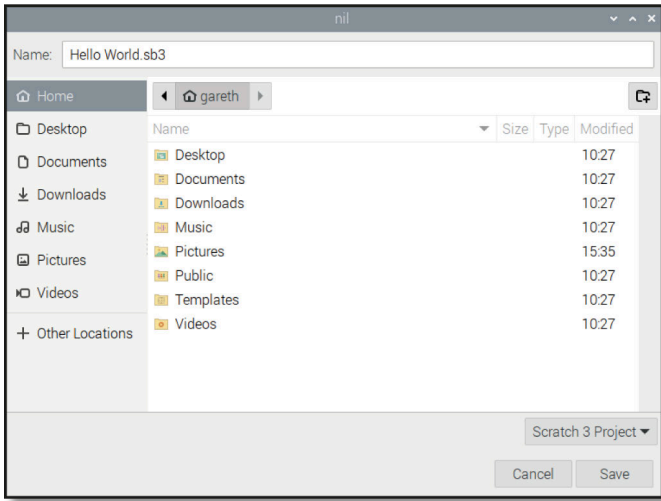 nil
Name: Hello World.sb3
Home
gareth
Desktop
Documents
Downloads
Music
Pictures
Videos
Other Locations
Name Size Type Modified
Desktop 10:27
Documents 10:27
Downloads 10:27
Music 10:27
Pictures 15:35
Public 10:27
Templates 10:27
Videos 10:27
Scratch 3 Project
Cancel Save